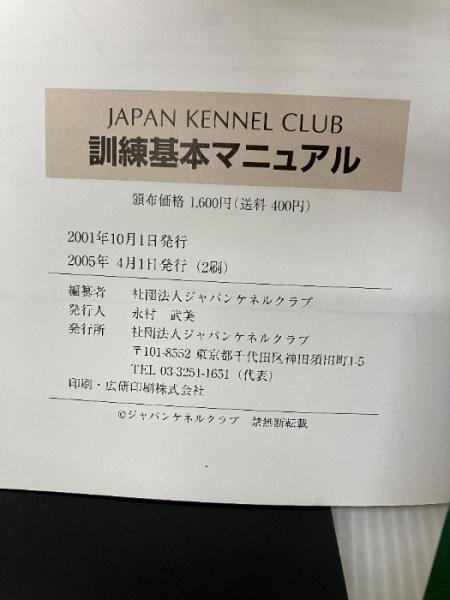 JAPAN KENNEL CLUB
訓練基本マニュアル
頒布価格 1,600円(送料 400円)
2001年10月1日発行
2005年 4月1日発行 (2刷)
編纂者 社団法人ジャパンケネルクラブ
発行人 永村 武美
発行所 社団法人ジャパンケネルクラブ
〒101-8552 東京都千代田区神田須田町1-5
TEL 03-3251-1651 (代表)
印刷・広研印刷株式会社
©ジャパンケネルクラブ 禁無断転載